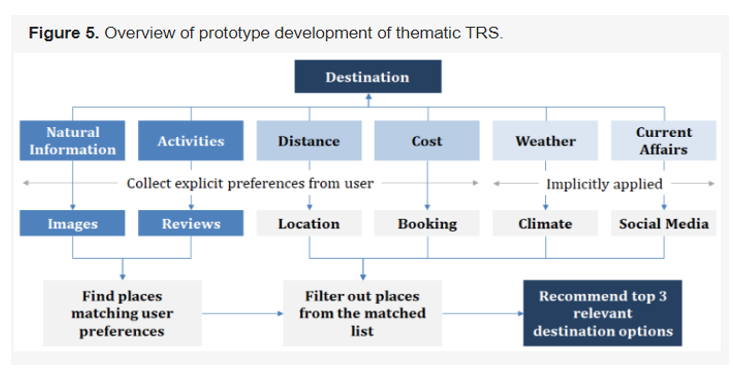 Figure 5. Overview of prototype development of thematic TRS.
Destination
Natural
Information
Activities
Distance
Cost
Weather
Current
Affairs
Collect explicit preferences from user
Implicitly applied
Images
Reviews
Location
Booking
Climate
Social Media
Find places
matching user
preferences
Filter out places
from the matched
list
Recommend top 3
relevant
destination options